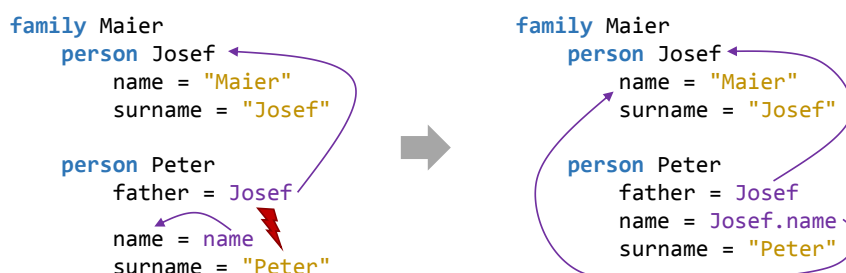 family Maier
person Josef
name = "Maier"
surname = "Josef"
person Peter
father = Josef
name = name
surname = "Peter"
family Maier
person Josef
name = "Maier"
surname = "Josef"
person Peter
father = Josef
name = Josef.name
surname = "Peter"